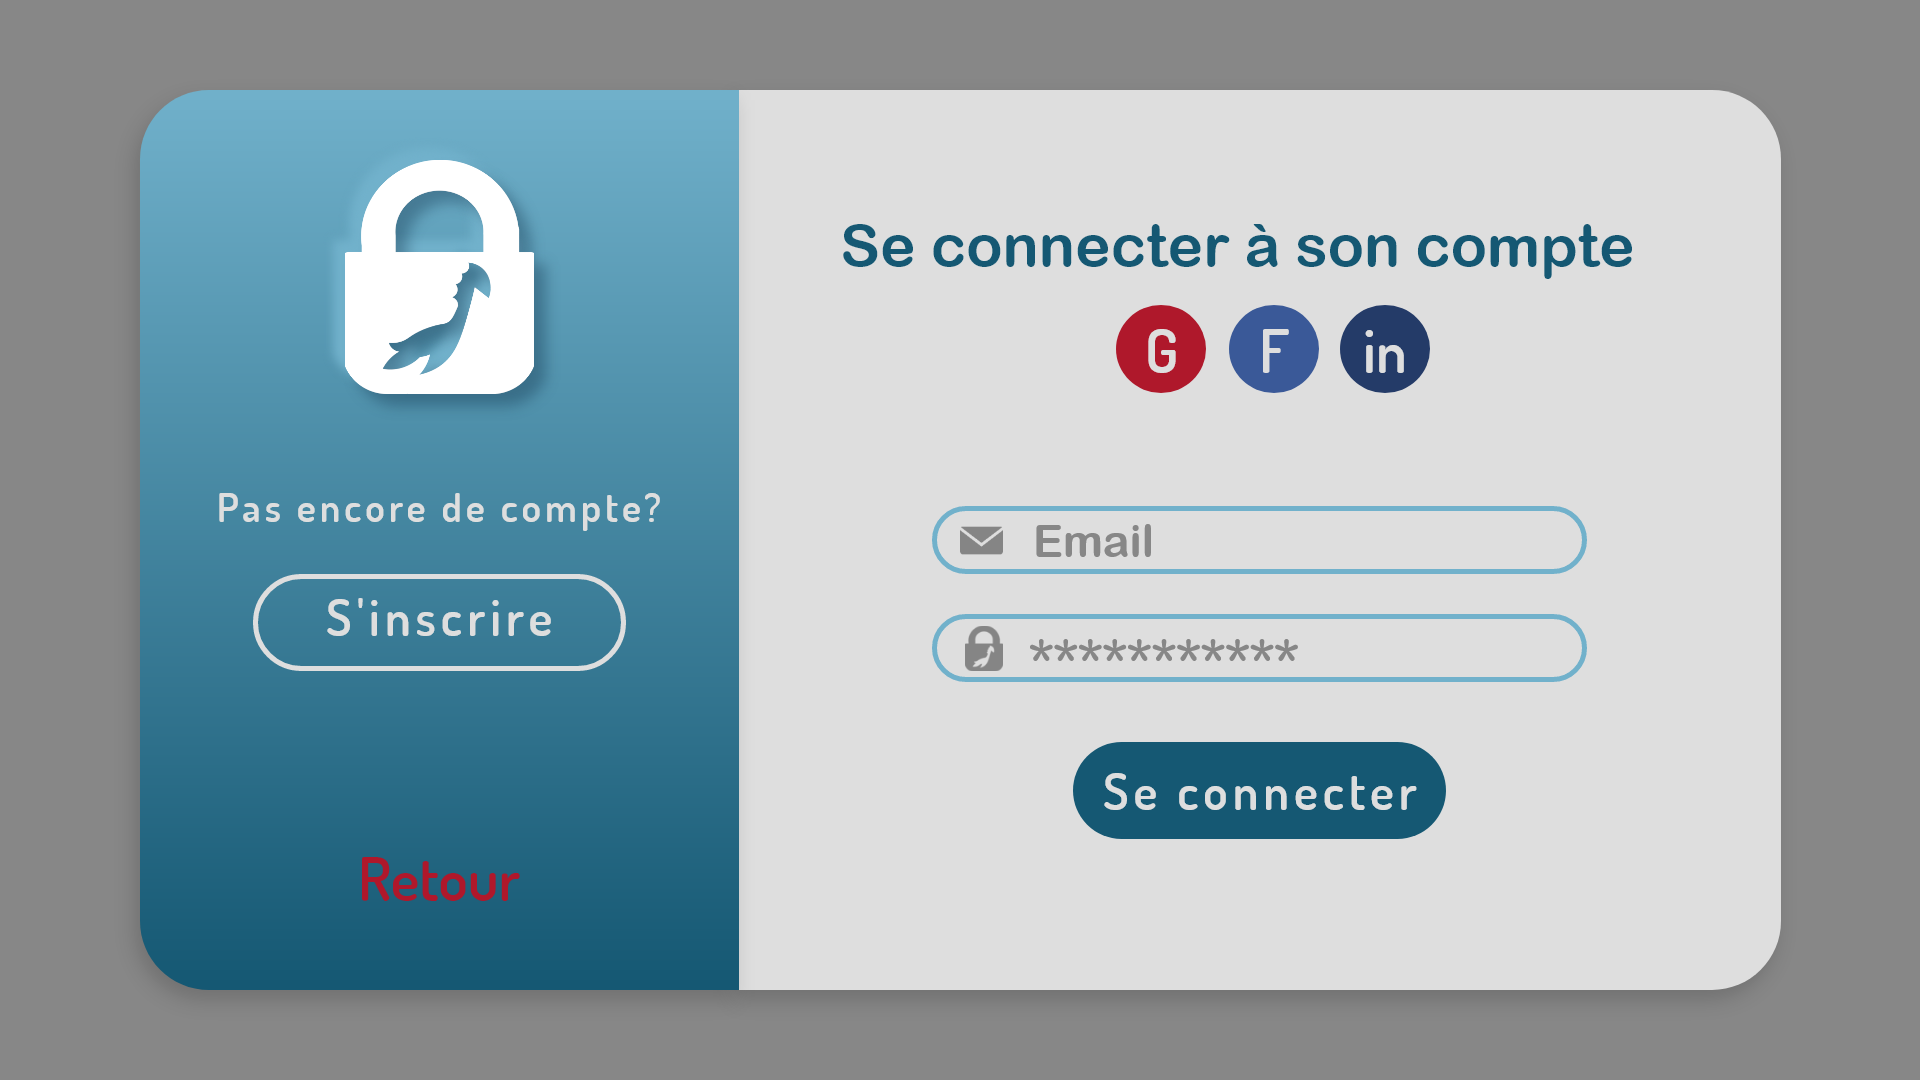 Pas encore de compte?
S'inscrire
Retour
Se connecter à son compte
G F in
Email
***********
Se connecter